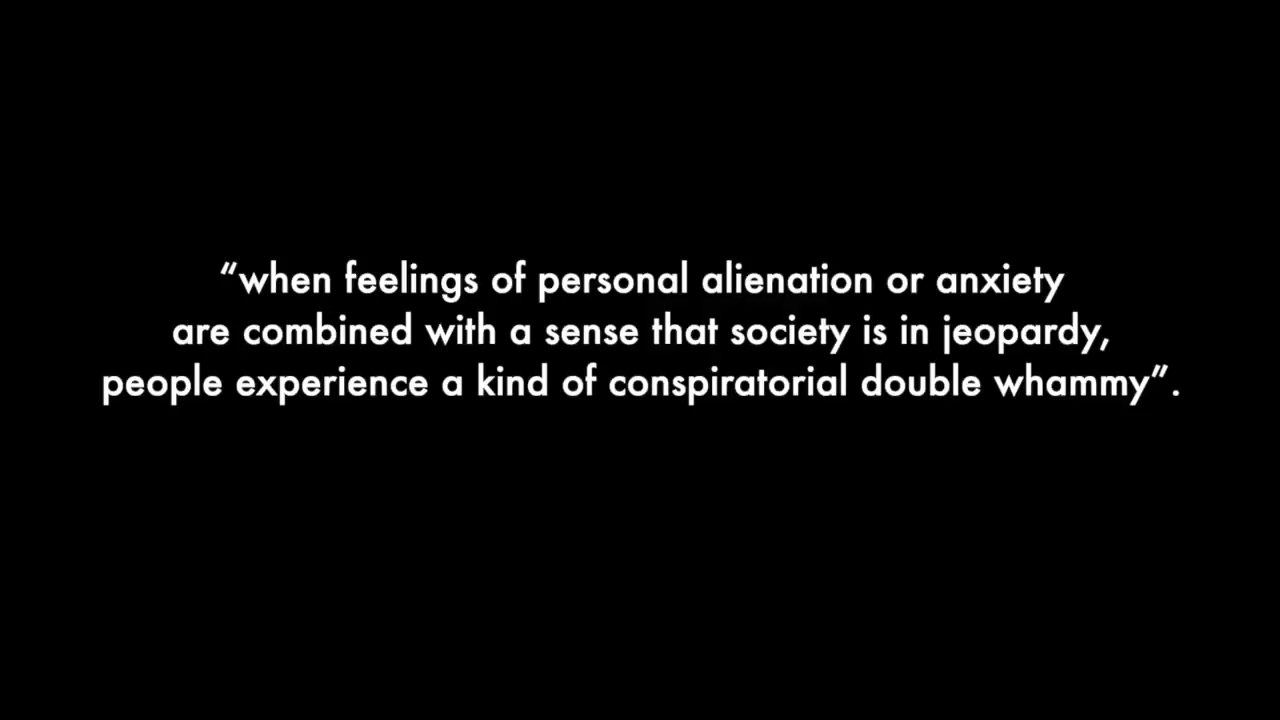 “when feelings of personal alienation or anxiety
are combined with a sense that society is in jeopardy,
people experience a kind of conspiratorial double whammy”.